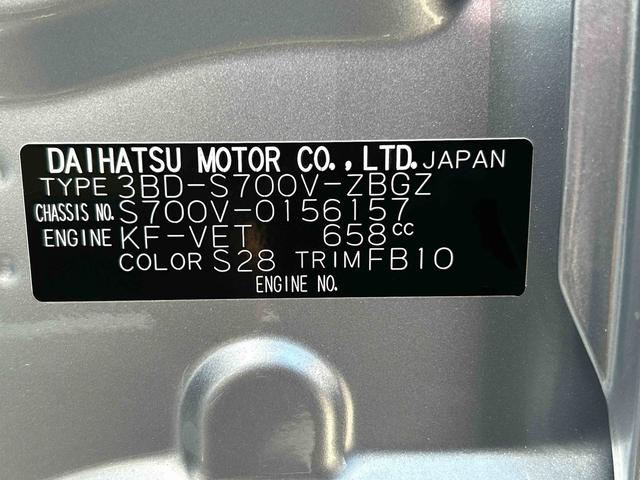 DAIHATSU MOTOR CO.,LTD. JAPAN
TYPE 3BD-S700V-ZBGZ
CHASSIS NO. S700V-0156157
ENGINE KF-VET 658cc
COLOR S28 TRIM FB10
ENGINE NO.